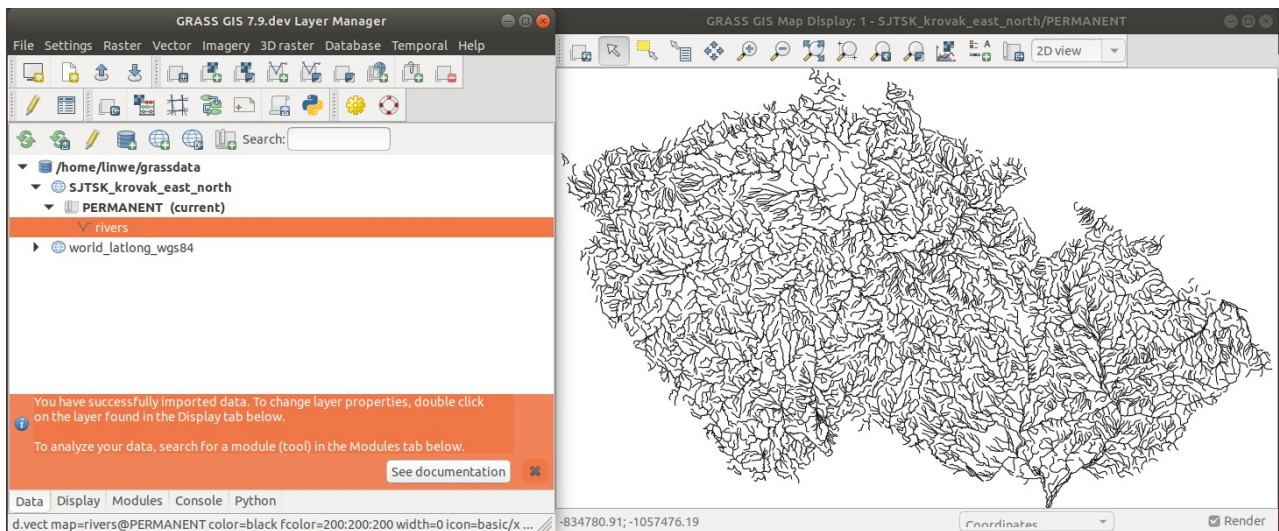 GRASS GIS 7.9.dev Layer Manager
File Settings Raster Vector Imagery 3D raster Database Temporal Help
Search:
/home/linwe/grassdata
SJTSK_krovak_east_north
PERMANENT (current)
rivers
world_latlong_wgs84
You have successfully imported data. To change layer properties, double click
on the layer found in the Display tab below.
To analyze your data, search for a module (tool) in the Modules tab below.
See documentation
Data Display Modules Console Python
d.vect map=rivers@PERMANENT color=black fcolor=200:200:200 width=0 icon=basic/x ...
GRASS GIS Map Display: 1 - SJTSK_krovak_east_north/PERMANENT
2D view
-834780.91; -1057476.19
Coordinates
Render